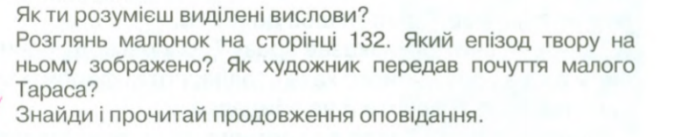 Як ти розумієш виділені вислови?
Розглянь малюнок на сторінці 132. Який епізод твору на
ньому зображено? Як художник передав почуття малого
Тараса?
Знайди і прочитай продовження оповідання.